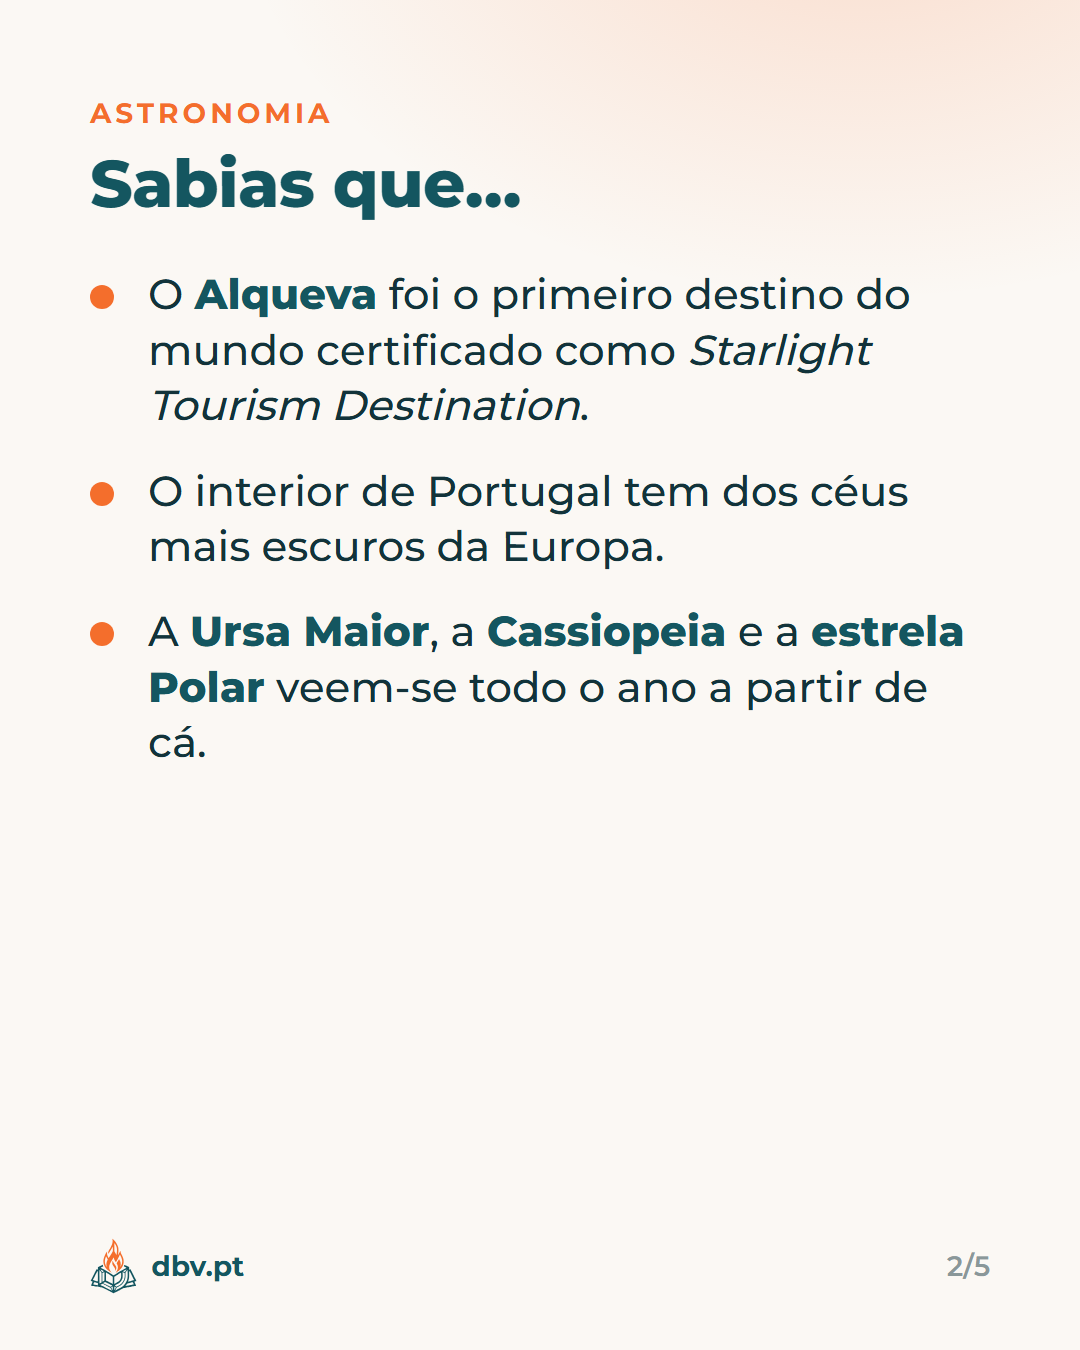 ASTRONOMIA
Sabias que...
O Alqueva foi o primeiro destino do
mundo certificado como Starlight
Tourism Destination.
O interior de Portugal tem dos céus
mais escuros da Europa.
A Ursa Maior, a Cassiopeia e a estrela
Polar veem-se todo o ano a partir de
cá.
dbv.pt
2/5